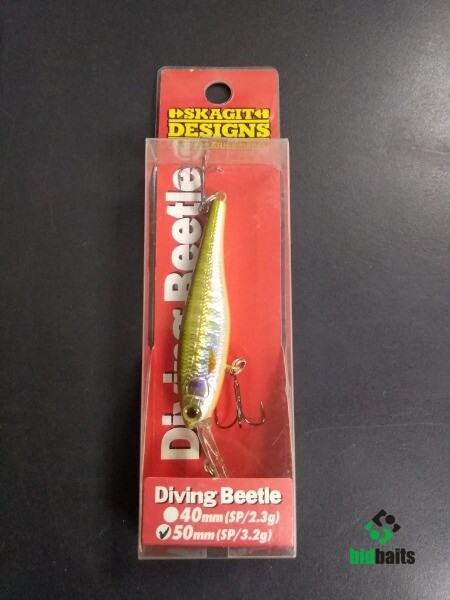 SKAGIT
DESIGNS
Diving Beetle
Diving Beetle
40mm (SP/2.3g)
50mm (SP/3.2g)
bidbaits